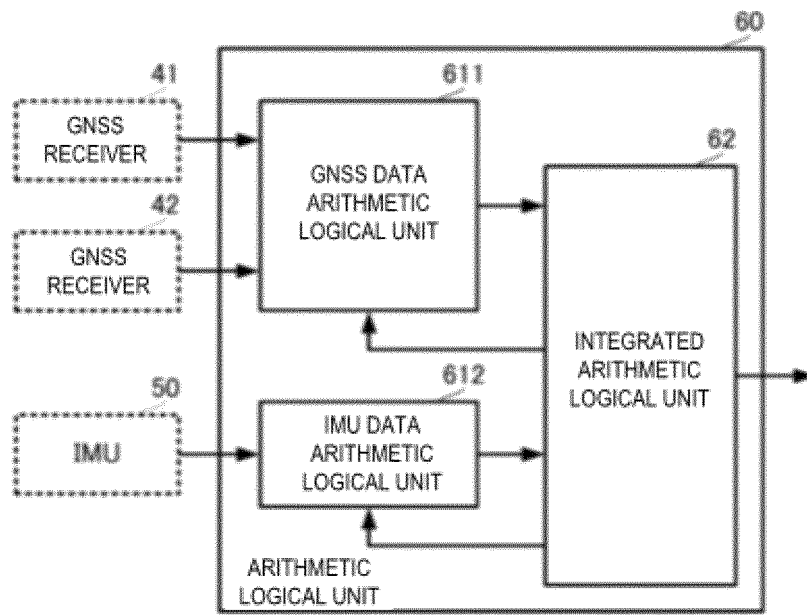 60
41
GNSS
RECEIVER
611
GNSS DATA
ARITHMETIC
LOGICAL UNIT
62
42
GNSS
RECEIVER
INTEGRATED
ARITHMETIC
LOGICAL UNIT
50
IMU
612
IMU DATA
ARITHMETIC
LOGICAL UNIT
ARITHMETIC
LOGICAL UNIT